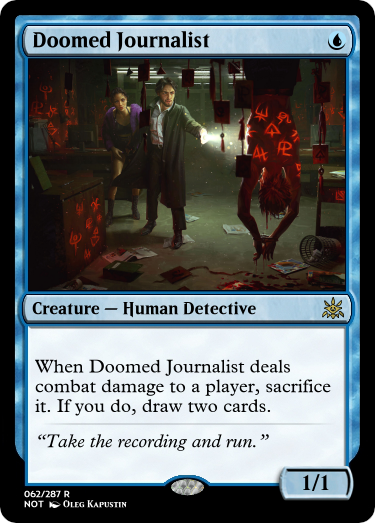 Doomed Journalist
Creature — Human Detective
When Doomed Journalist deals
combat damage to a player, sacrifice
it. If you do, draw two cards.
“Take the recording and run.”
1/1
062/287 R
NOT Oleg Kapustin